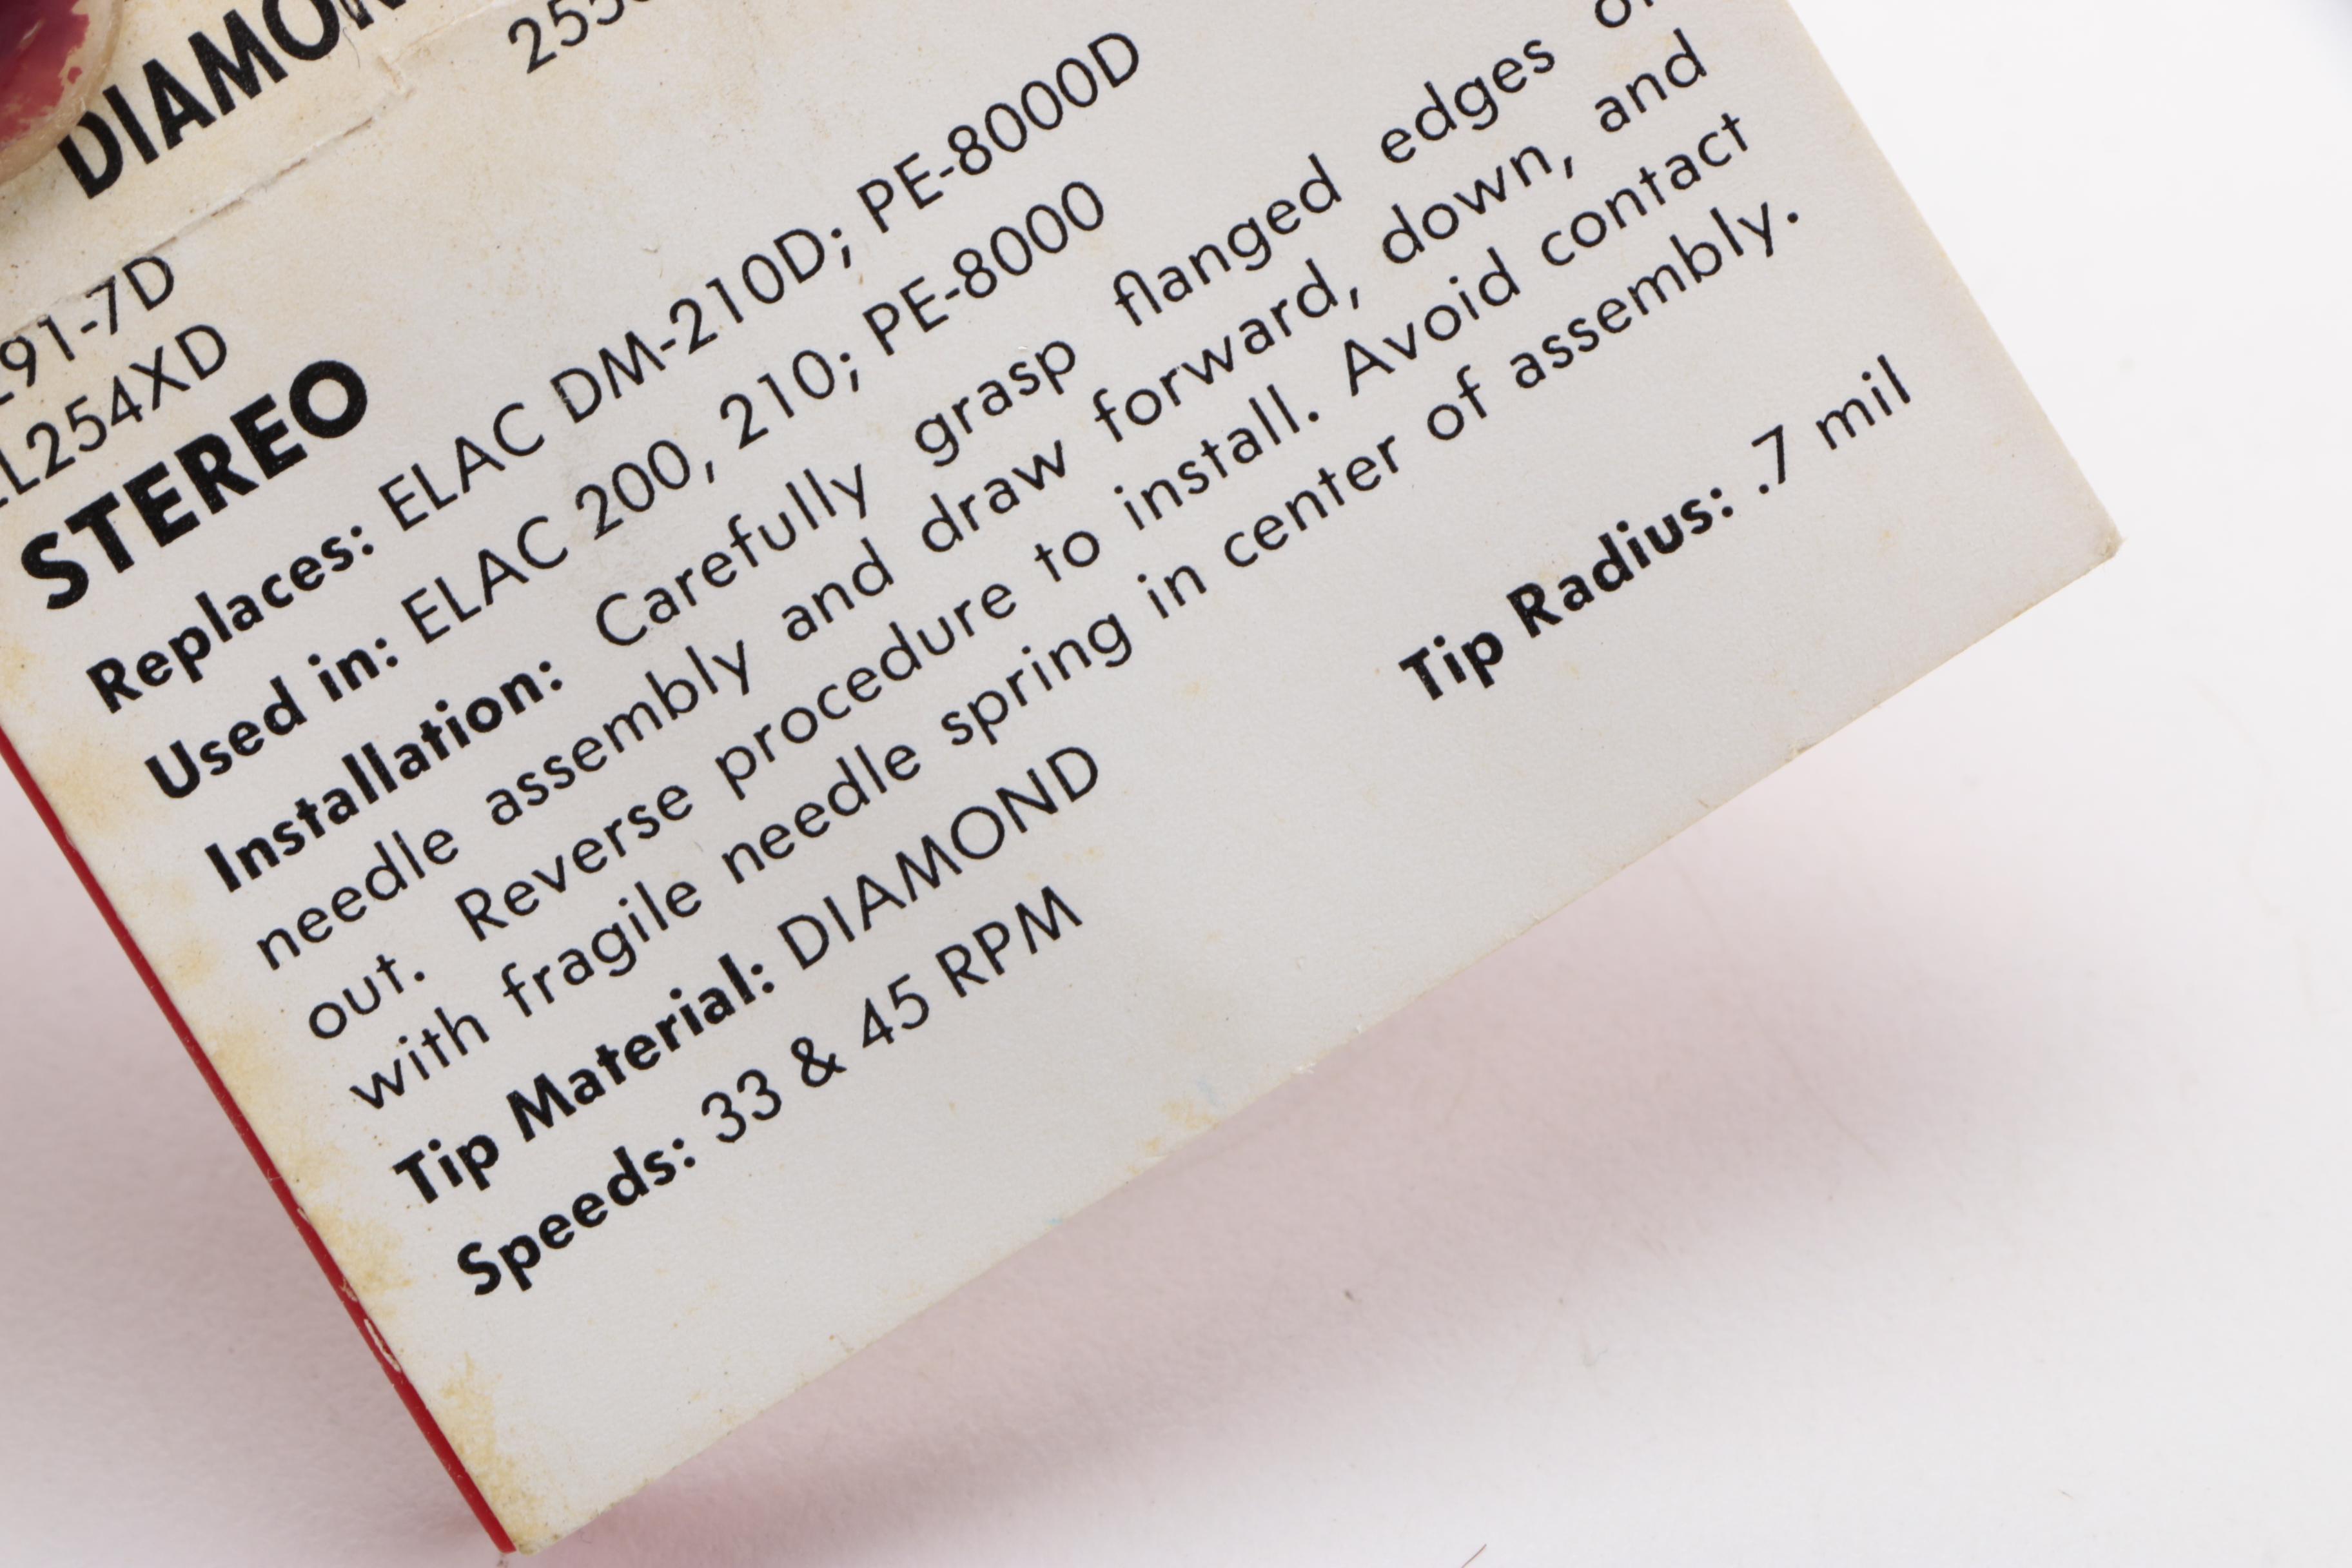 91-7D
L254XD
STEREO
Replaces: ELAC DM-210D; PE-8000D
Used in: ELAC 200, 210; PE-8000
Installation: Carefully grasp flanged edges
needle assembly and draw forward, down, and
out. Reverse procedure to install. Avoid contact
with fragile needle spring in center of assembly.
Tip Material: DIAMOND Tip Radius: .7 mil
Speeds: 33 & 45 RPM